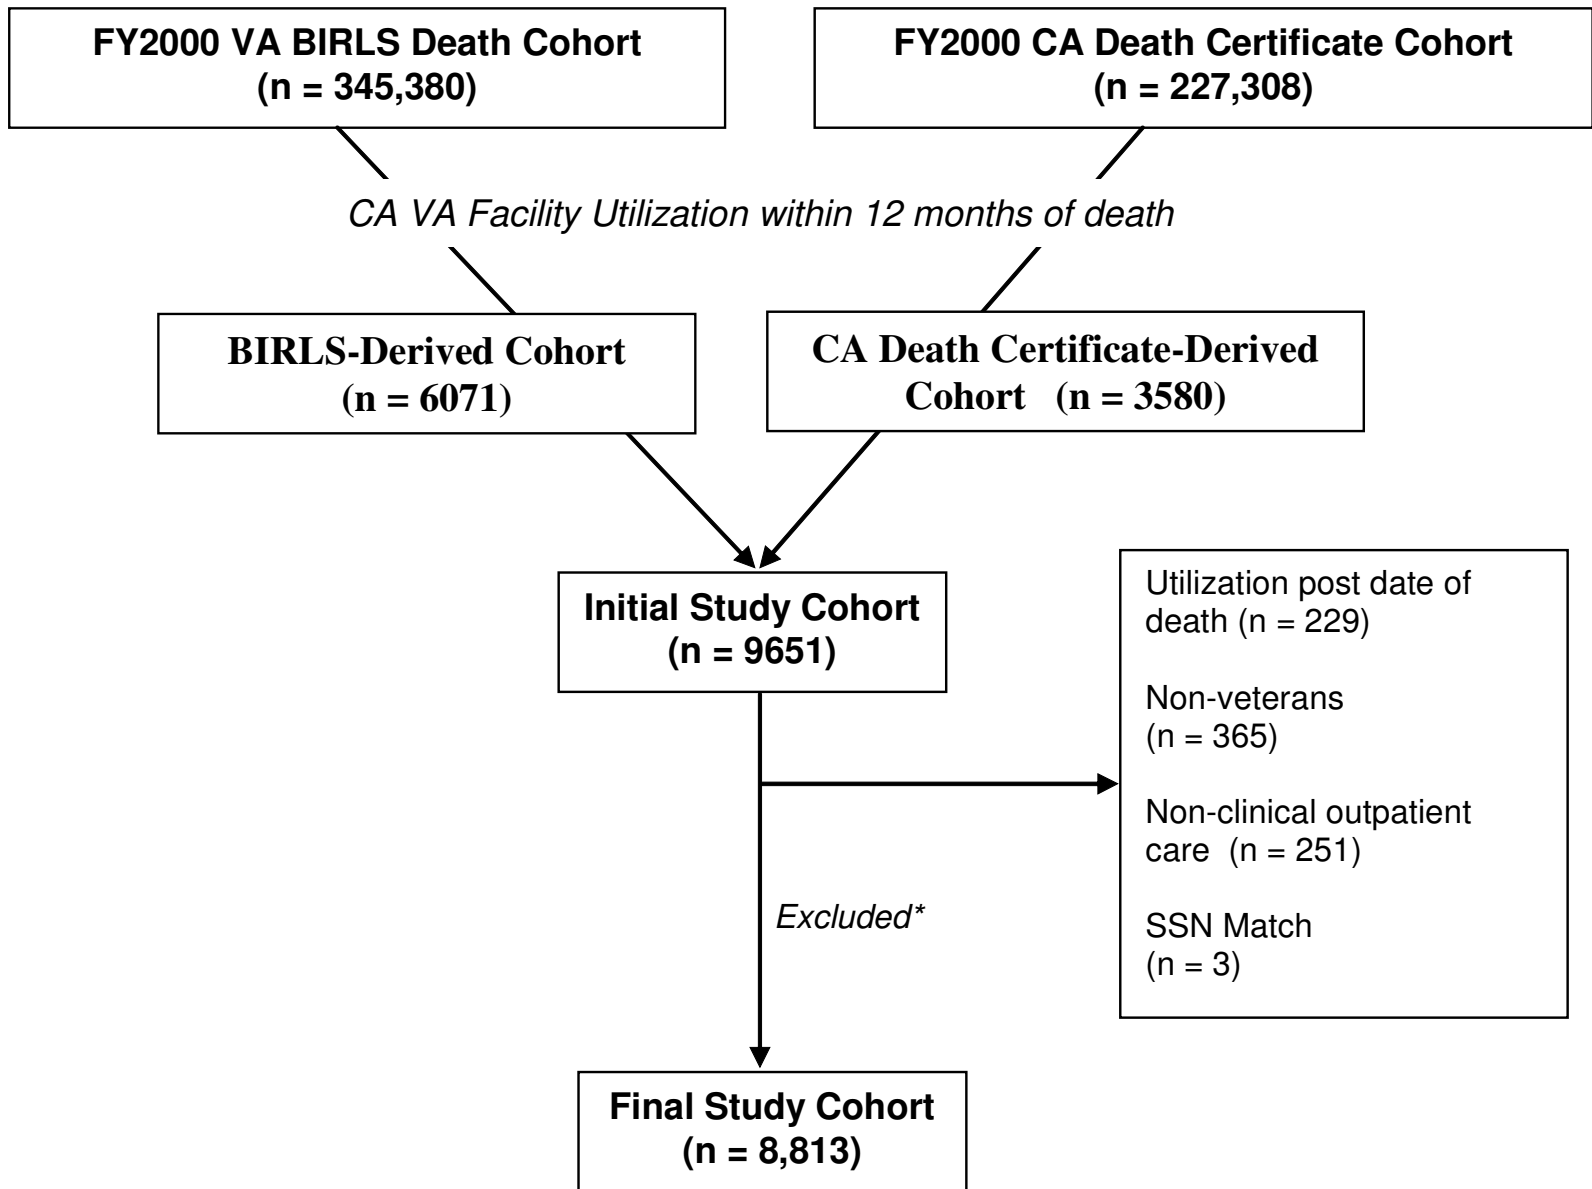 FY2000 VA BIRLS Death Cohort
(n = 345,380)
FY2000 CA Death Certificate Cohort
(n = 227,308)
CA VA Facility Utilization within 12 months of death
BIRLS-Derived Cohort
(n = 6071)
CA Death Certificate-Derived
Cohort (n = 3580)
Initial Study Cohort
(n = 9651)
Utilization post date of
death (n = 229)
Non-veterans
(n = 365)
Non-clinical outpatient
care (n = 251)
SSN Match
(n = 3)
Excluded*
Final Study Cohort
(n = 8,813)